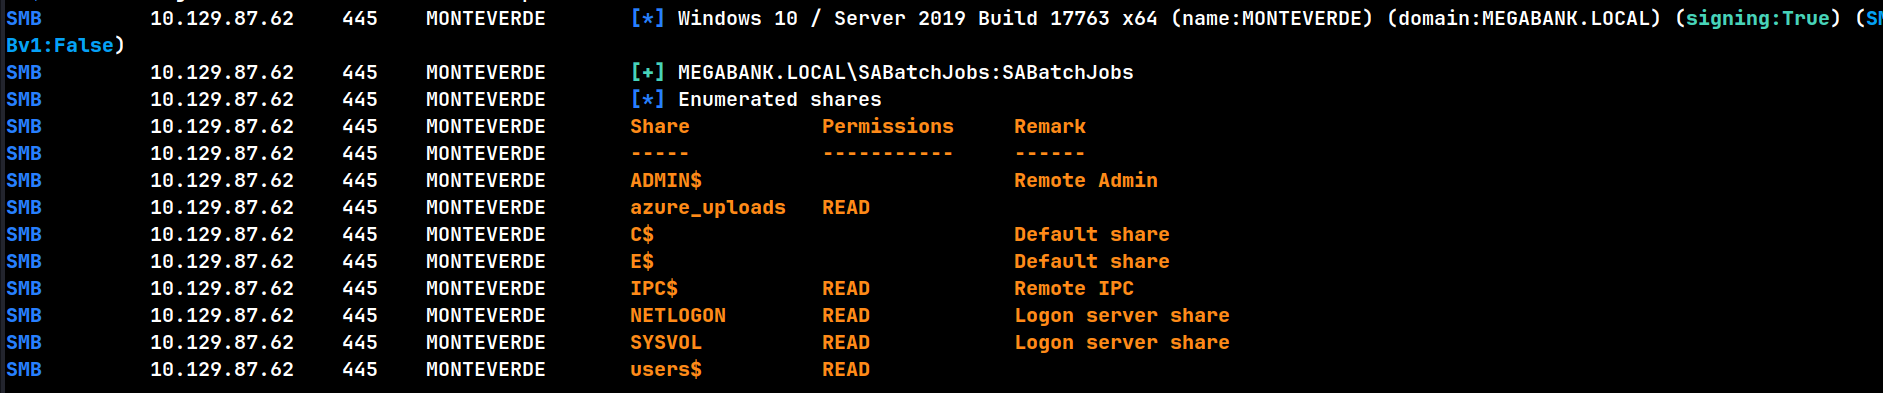 SMB 10.129.87.62 445 MONTEVERDE [*] Windows 10 / Server 2019 Build 17763 x64 (name:MONTEVERDE) (domain:MEGABANK.LOCAL) (signing:True) (SM
Bv1:False)
SMB 10.129.87.62 445 MONTEVERDE [+] MEGABANK.LOCAL\SABatchJobs:SABatchJobs
SMB 10.129.87.62 445 MONTEVERDE [*] Enumerated shares
SMB 10.129.87.62 445 MONTEVERDE Share Permissions Remark
SMB 10.129.87.62 445 MONTEVERDE ----- ----------- ------
SMB 10.129.87.62 445 MONTEVERDE ADMIN$ Remote Admin
SMB 10.129.87.62 445 MONTEVERDE azure_uploads READ
SMB 10.129.87.62 445 MONTEVERDE C$ Default share
SMB 10.129.87.62 445 MONTEVERDE E$ Default share
SMB 10.129.87.62 445 MONTEVERDE IPC$ READ Remote IPC
SMB 10.129.87.62 445 MONTEVERDE NETLOGON READ Logon server share
SMB 10.129.87.62 445 MONTEVERDE SYSVOL READ Logon server share
SMB 10.129.87.62 445 MONTEVERDE users$ READ